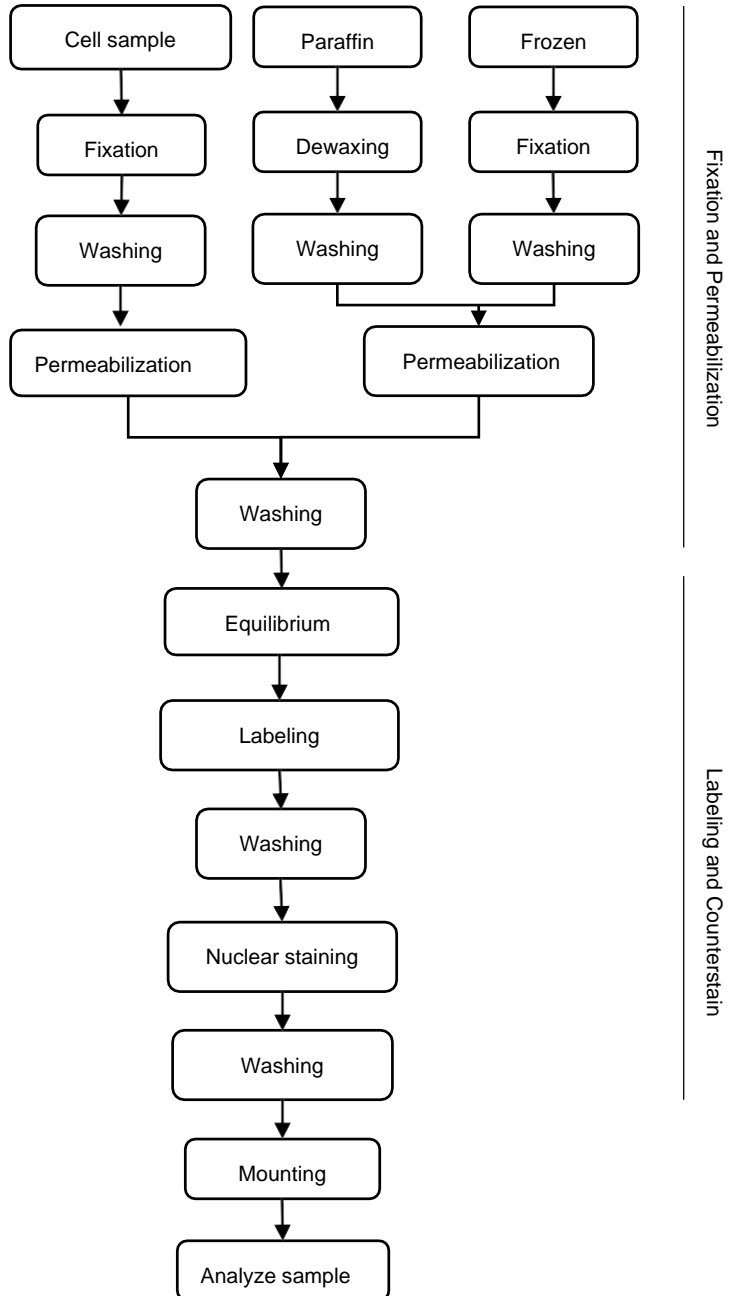 Cell sample
Paraffin
Frozen
Fixation
Dewaxing
Fixation
Washing
Washing
Washing
Permeabilization
Permeabilization
Washing
Fixation and Permeabilization
Equilibrium
Labeling
Washing
Nuclear staining
Washing
Labeling and Counterstain
Mounting
Analyze sample